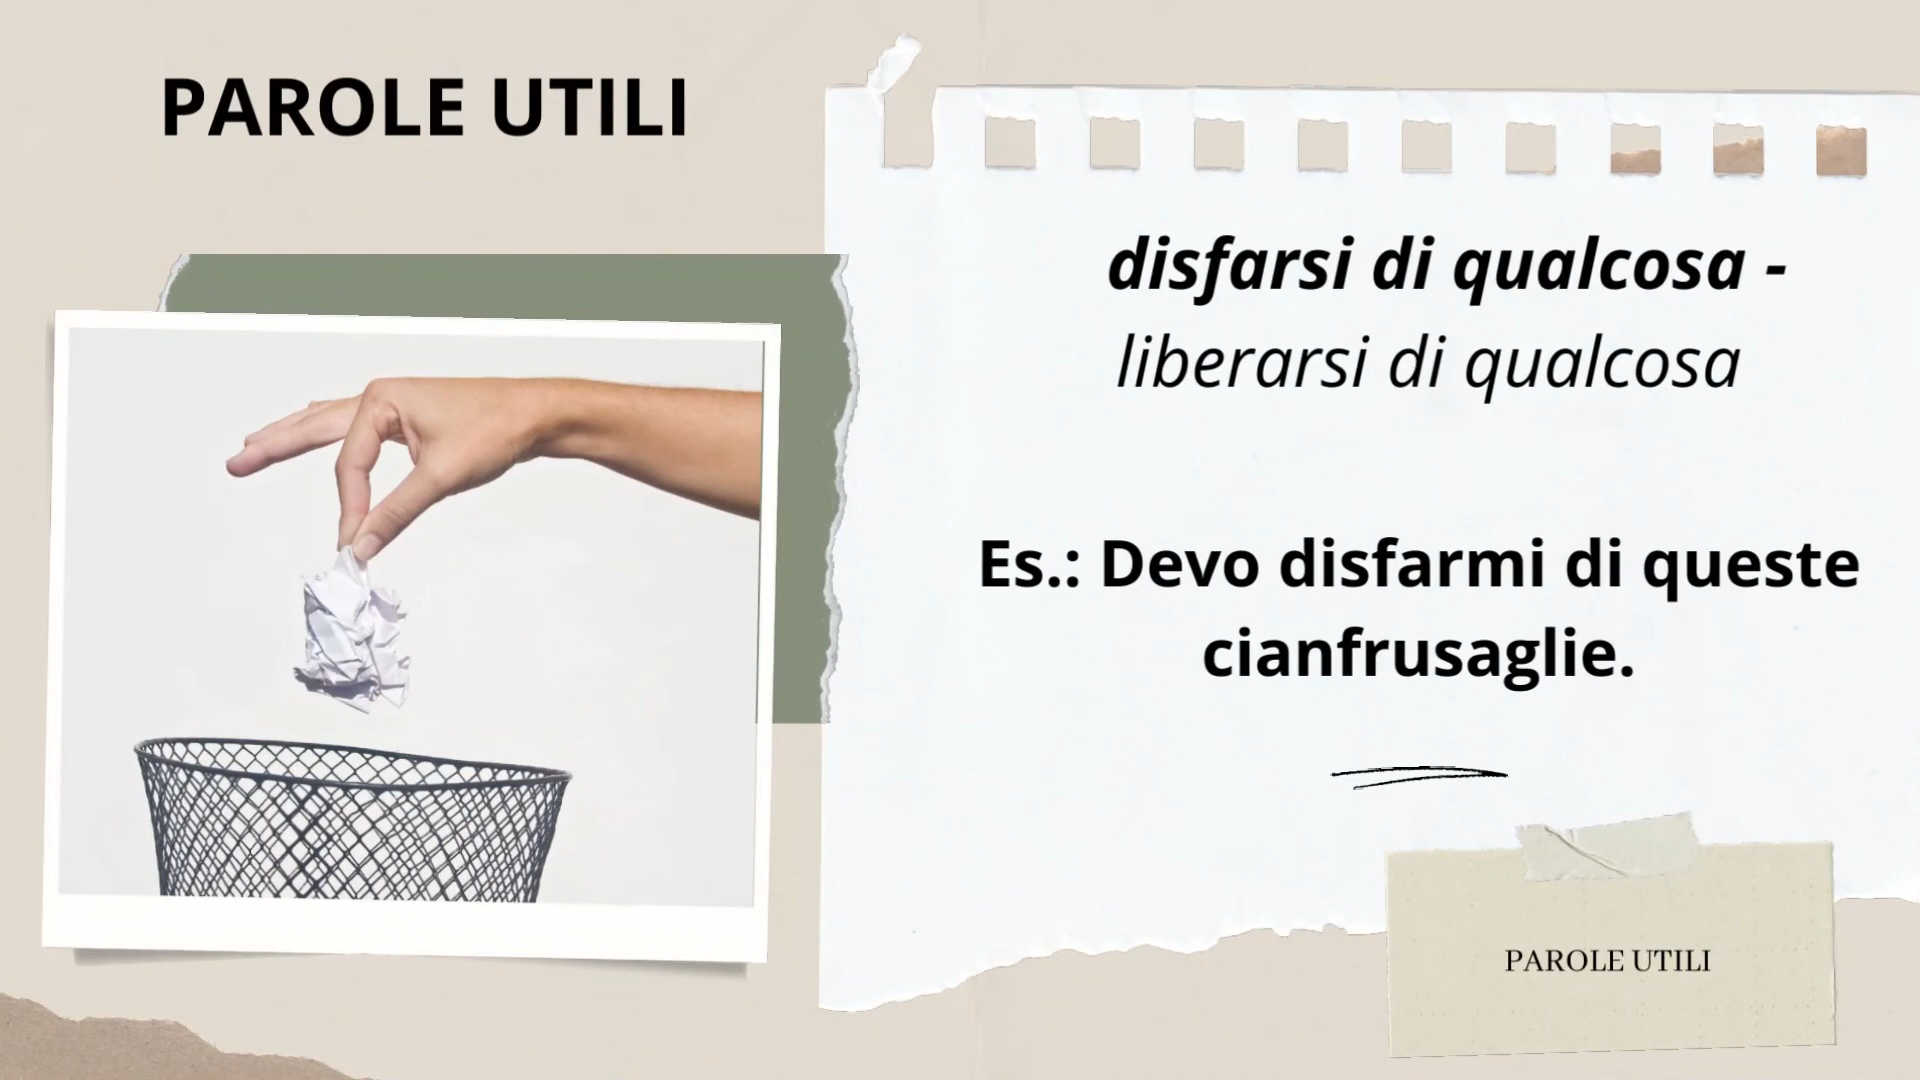 PAROLE UTILI
disfarsi di qualcosa -
liberarsi di qualcosa
Es.: Devo disfarmi di queste
cianfrusaglie.
PAROLE UTILI